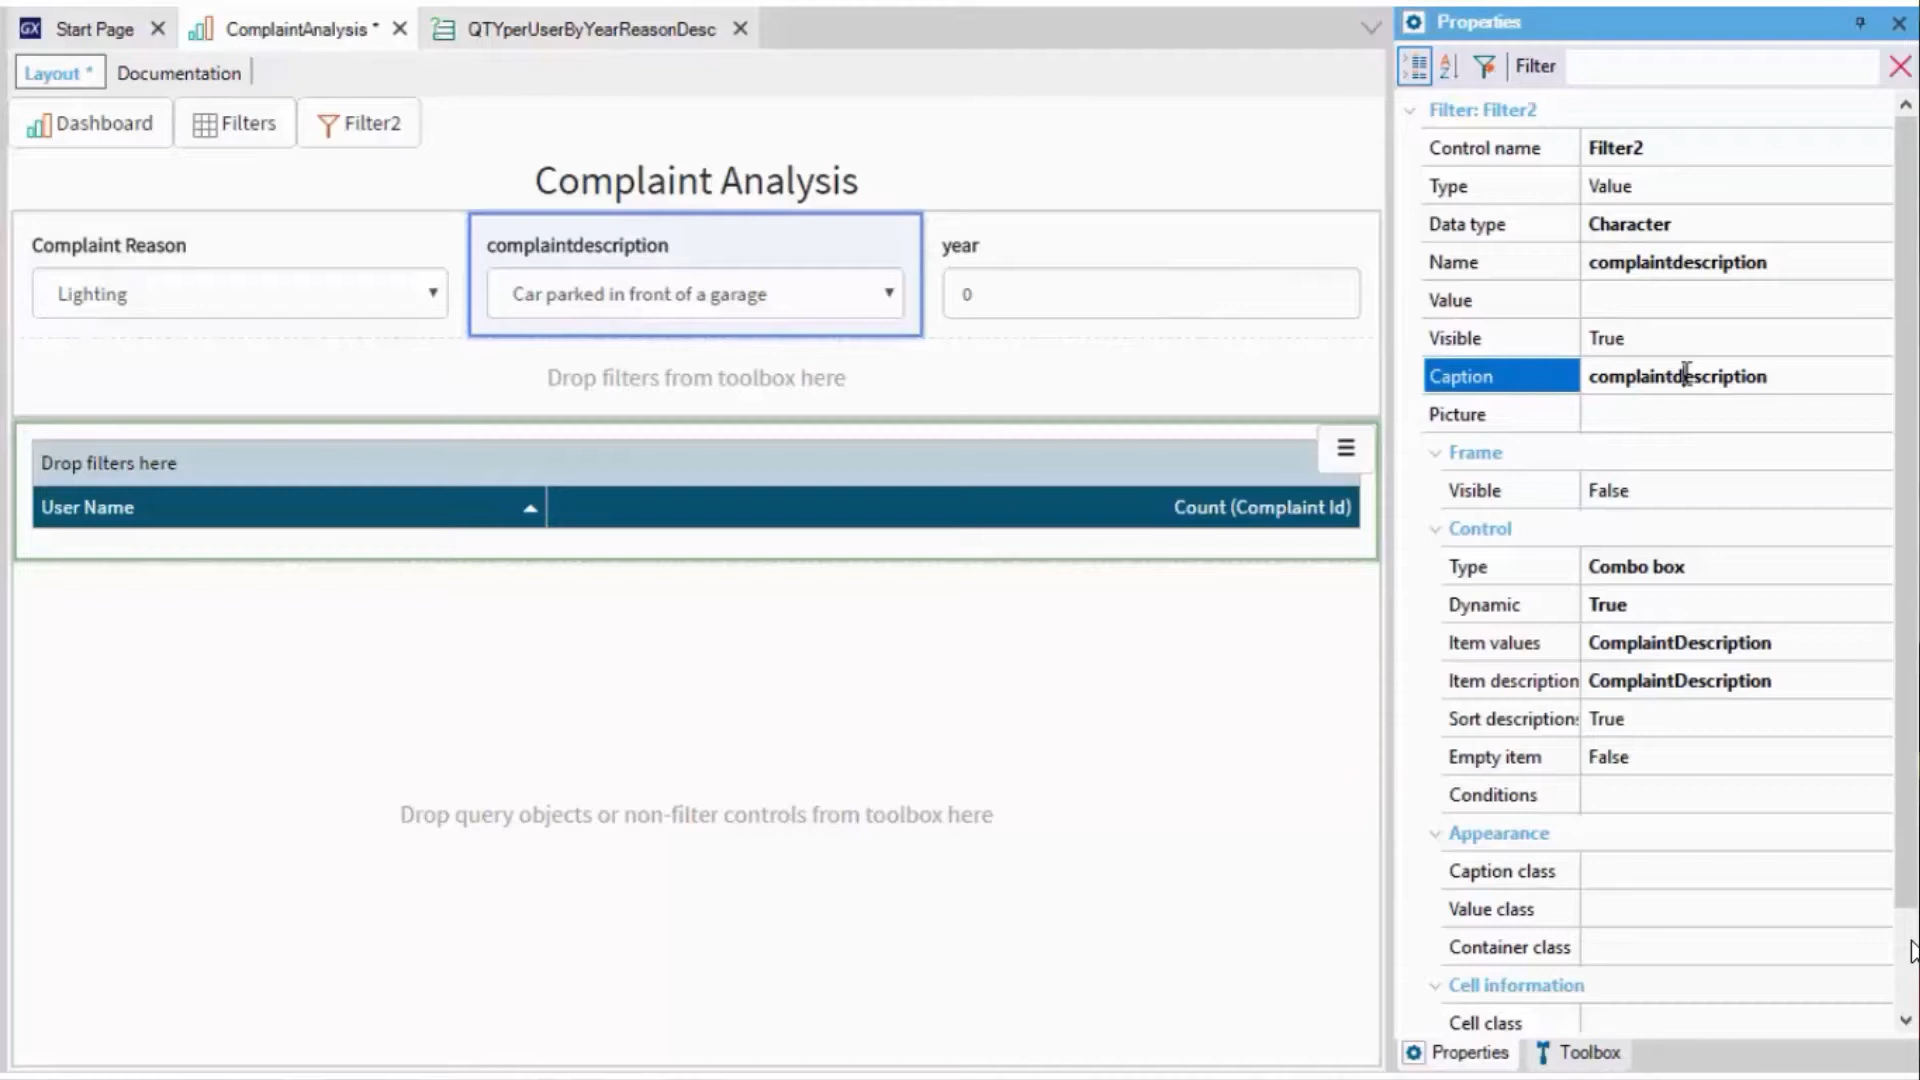 GX Start Page ComplaintAnalysis * QTYperUserByYearReasonDesc
Layout * Documentation
Dashboard Filters Filter2
Complaint Analysis
Complaint Reason complaintdescription year
Lighting Car parked in front of a garage 0
Drop filters from toolbox here
Drop filters here
User Name Count (Complaint Id)
Drop query objects or non-filter controls from toolbox here
Properties
Filter
Filter: Filter2
Control name Filter2
Type Value
Data type Character
Name complaintdescription
Value
Visible True
Caption complaintdescription
Picture
Frame
Visible False
Control
Type Combo box
Dynamic True
Item values ComplaintDescription
Item description ComplaintDescription
Sort descriptions True
Empty item False
Conditions
Appearance
Caption class
Value class
Container class
Cell information
Cell class
Properties Toolbox